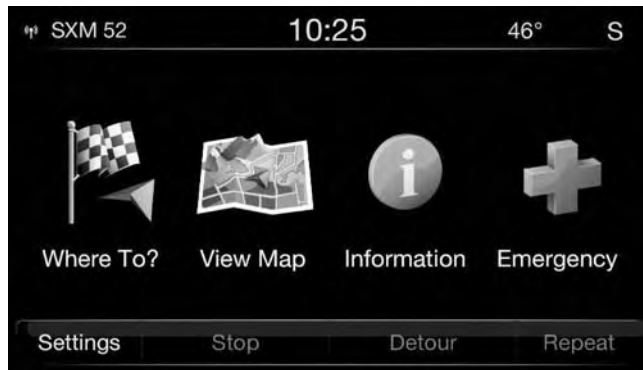 SXM 52 10:25 46° S
Where To? View Map Information Emergency
Settings Stop Detour Repeat